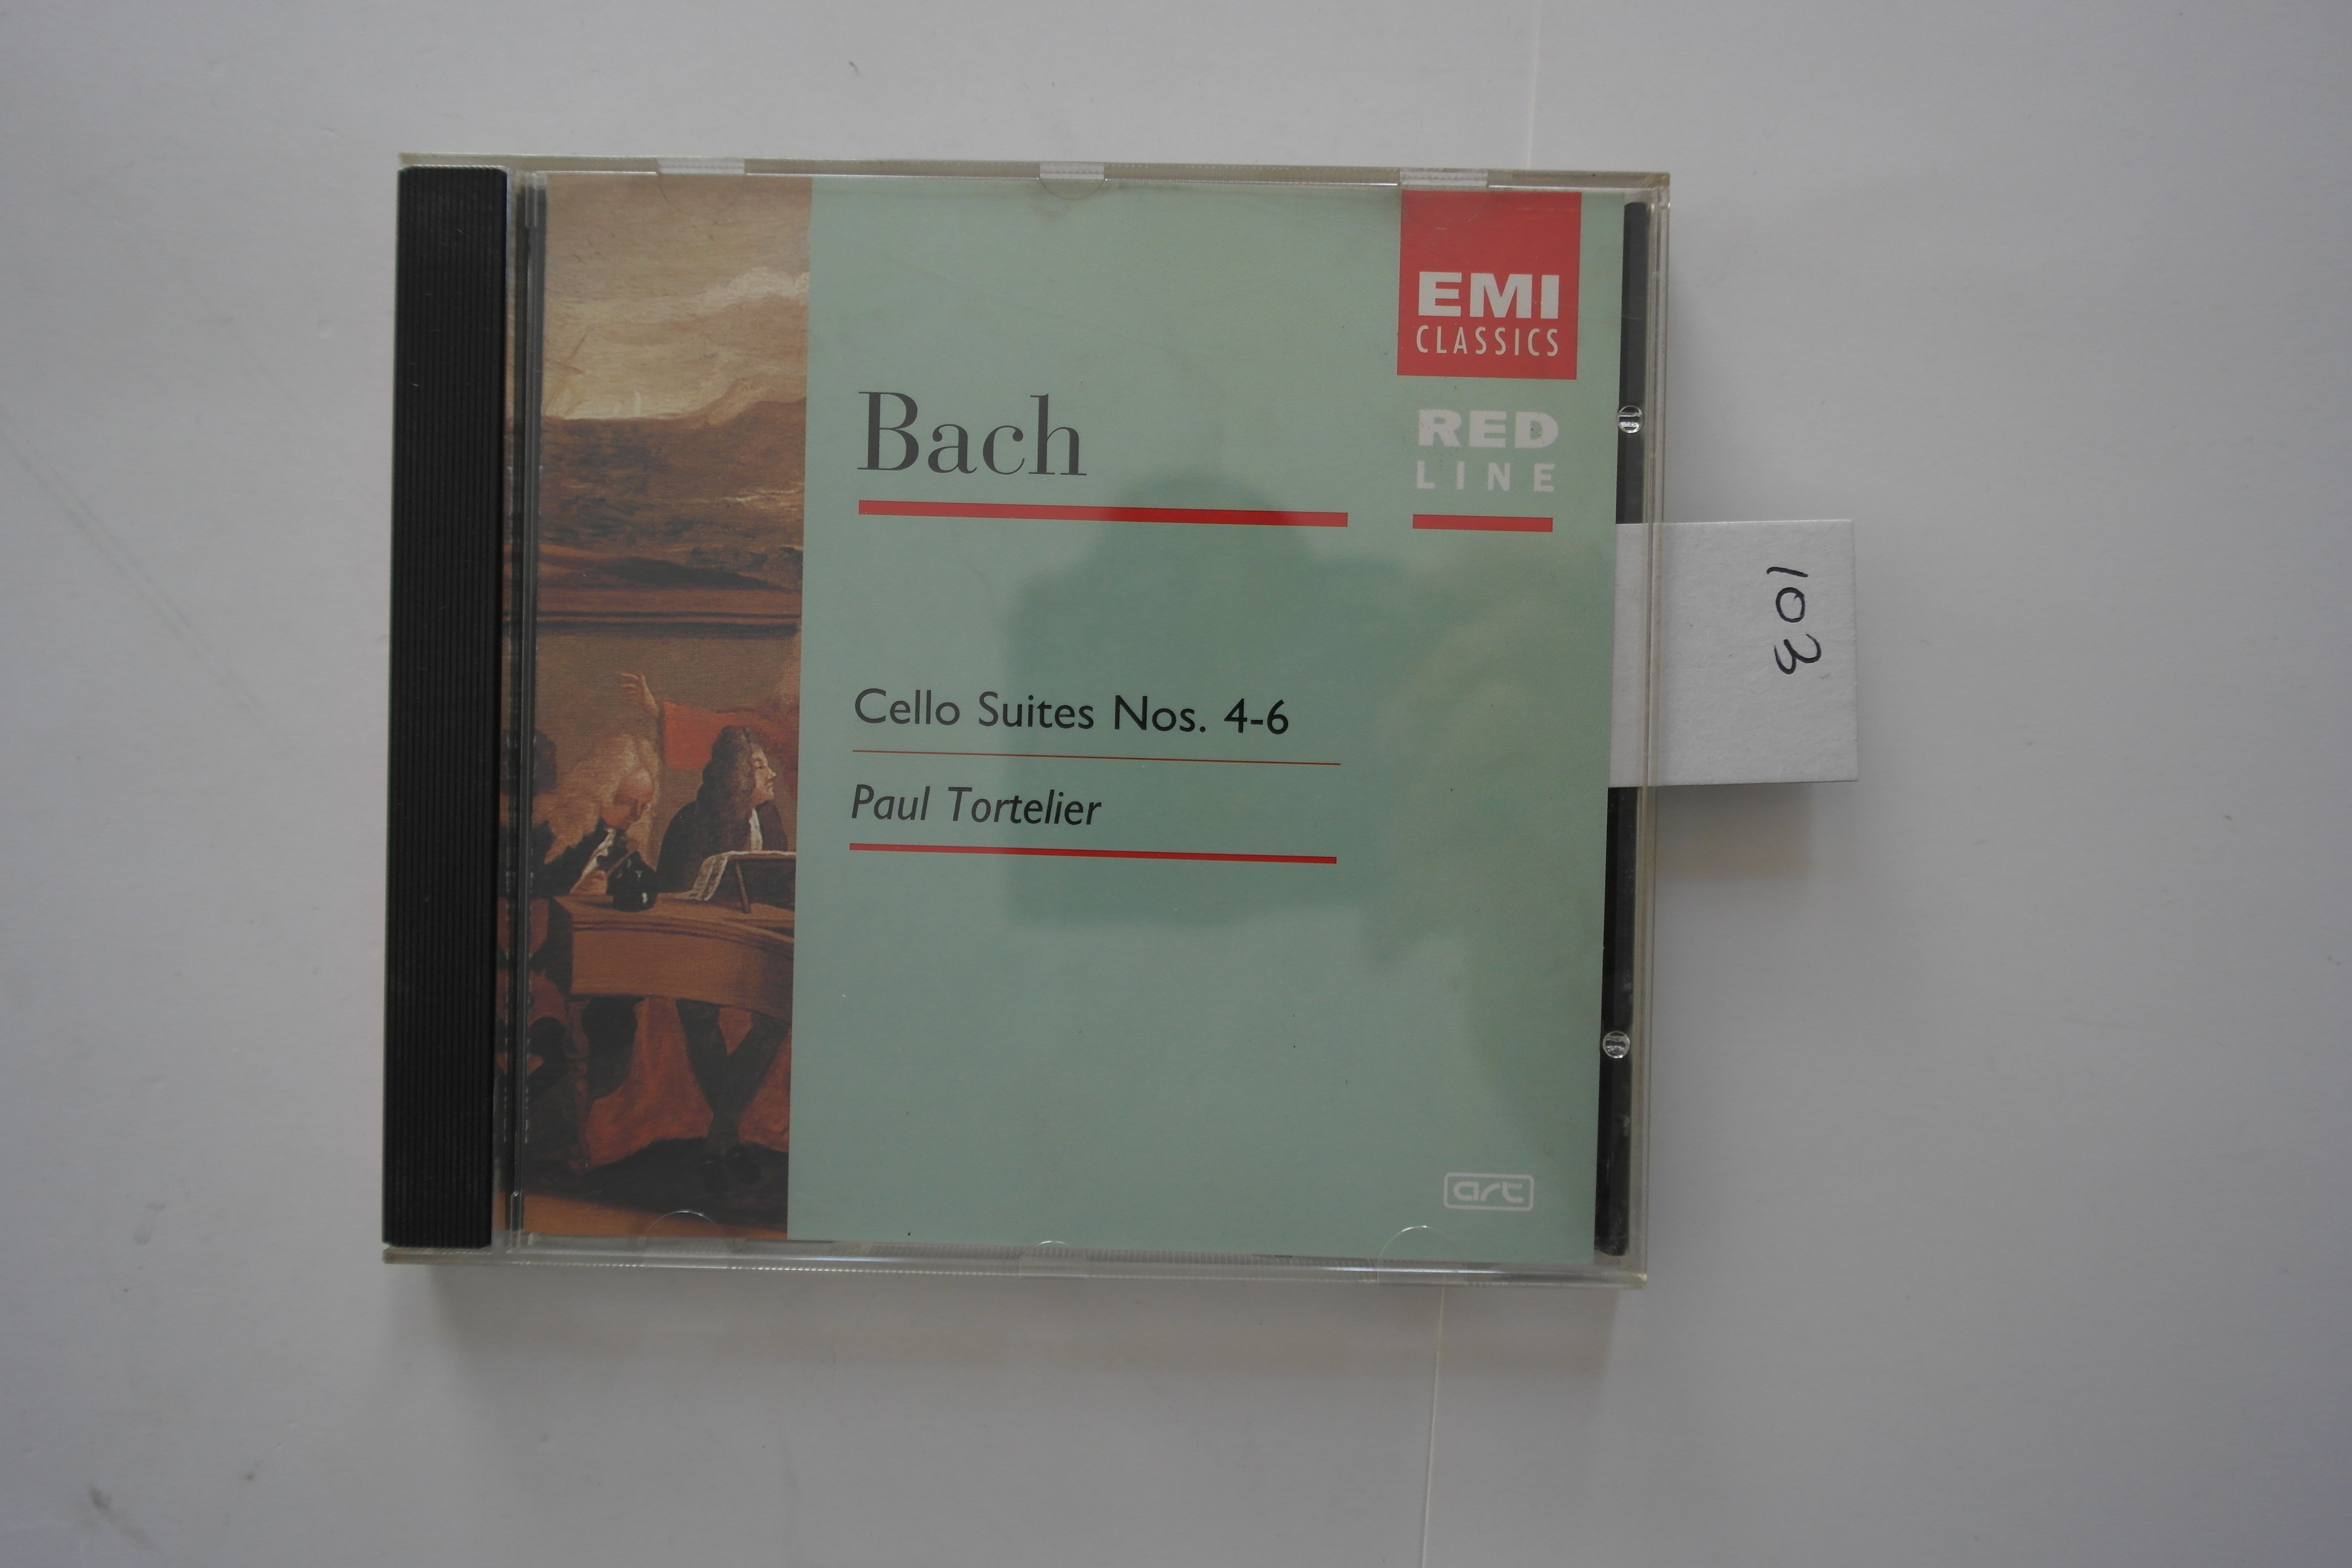 EMI
CLASSICS
Bach
RED
LINE
Cello Suites Nos. 4-6
Paul Tortelier
art
103